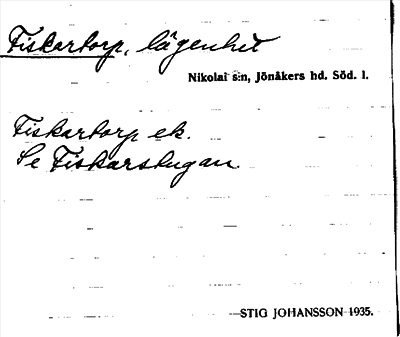 Fiskartorp, lägenhet
Nikolai s:n, Jönåkers hd. Söd. l.
Fiskartorp ek.
Se Fiskarstugan
STIG JOHANSSON 1935.